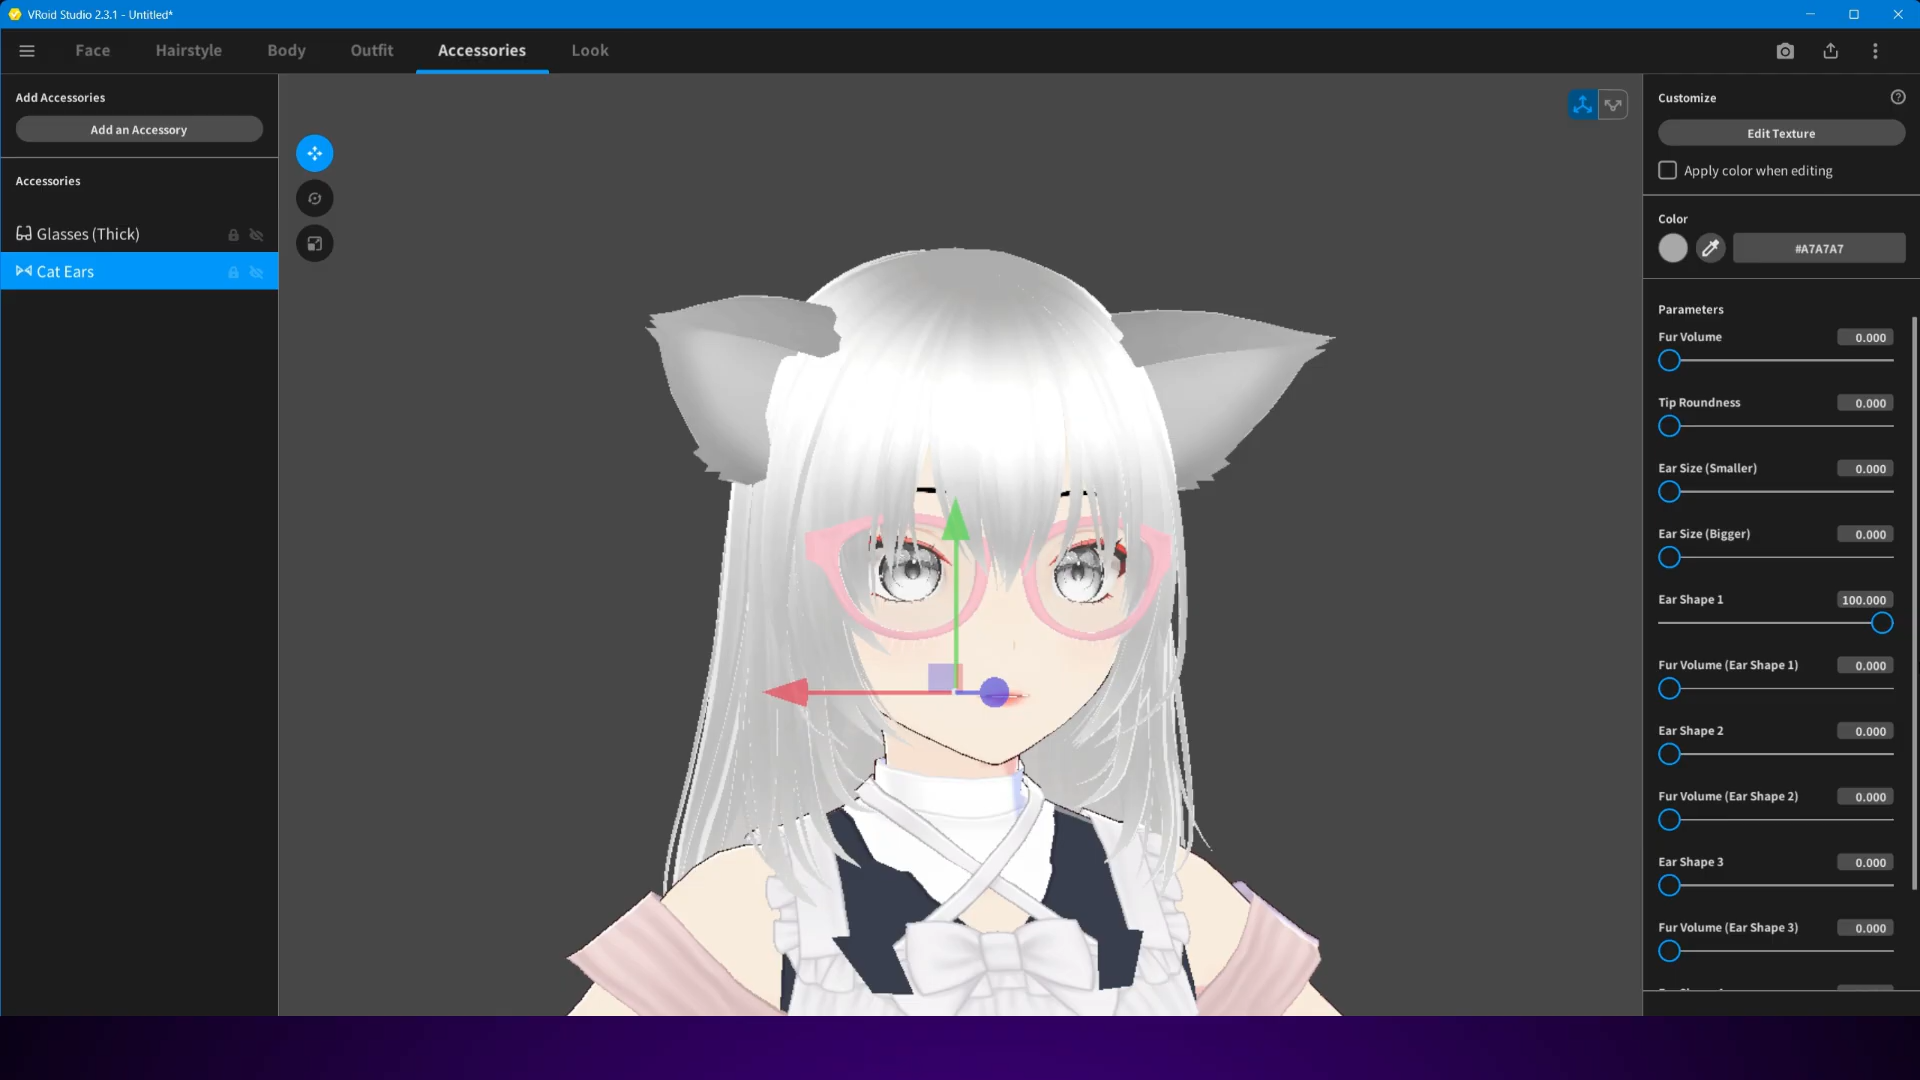 VRoid Studio 2.3.1 - Untitled*
Face Hairstyle Body Outfit Accessories Look
Add Accessories
Add an Accessory
Accessories
Glasses (Thick)
Cat Ears
Customize
Edit Texture
Apply color when editing
Color
#A7A7A7
Parameters
Fur Volume 0.000
Tip Roundness 0.000
Ear Size (Smaller) 0.000
Ear Size (Bigger) 0.000
Ear Shape 1 100.000
Fur Volume (Ear Shape 1) 0.000
Ear Shape 2 0.000
Fur Volume (Ear Shape 2) 0.000
Ear Shape 3 0.000
Fur Volume (Ear Shape 3) 0.000